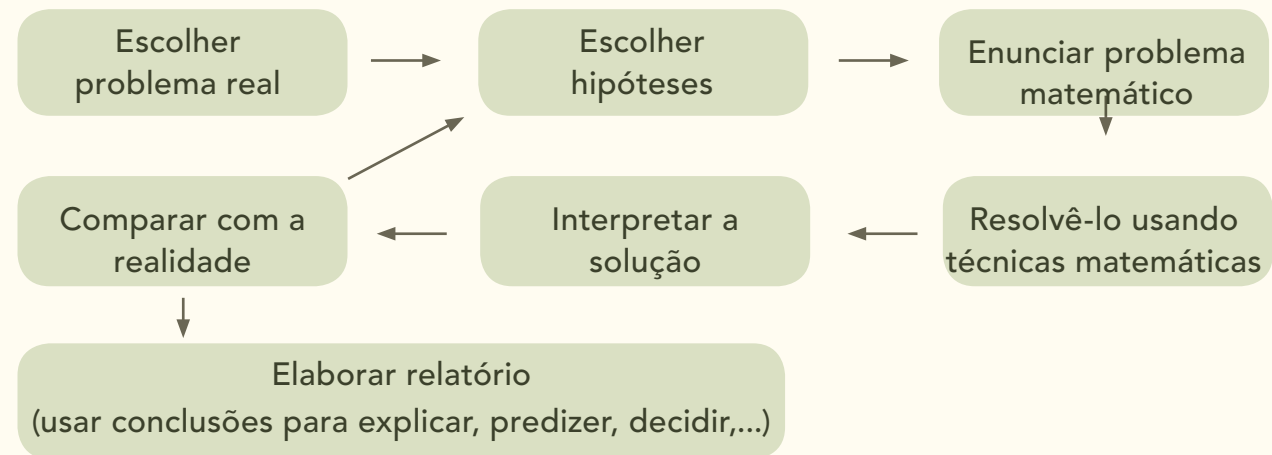 Escolher
problema real
Escolher
hipóteses
Enunciar problema
matemático
Comparar com a
realidade
Interpretar a
solução
Resolvê-lo usando
técnicas matemáticas
Elaborar relatório
(usar conclusões para explicar, predizer, decidir,...)